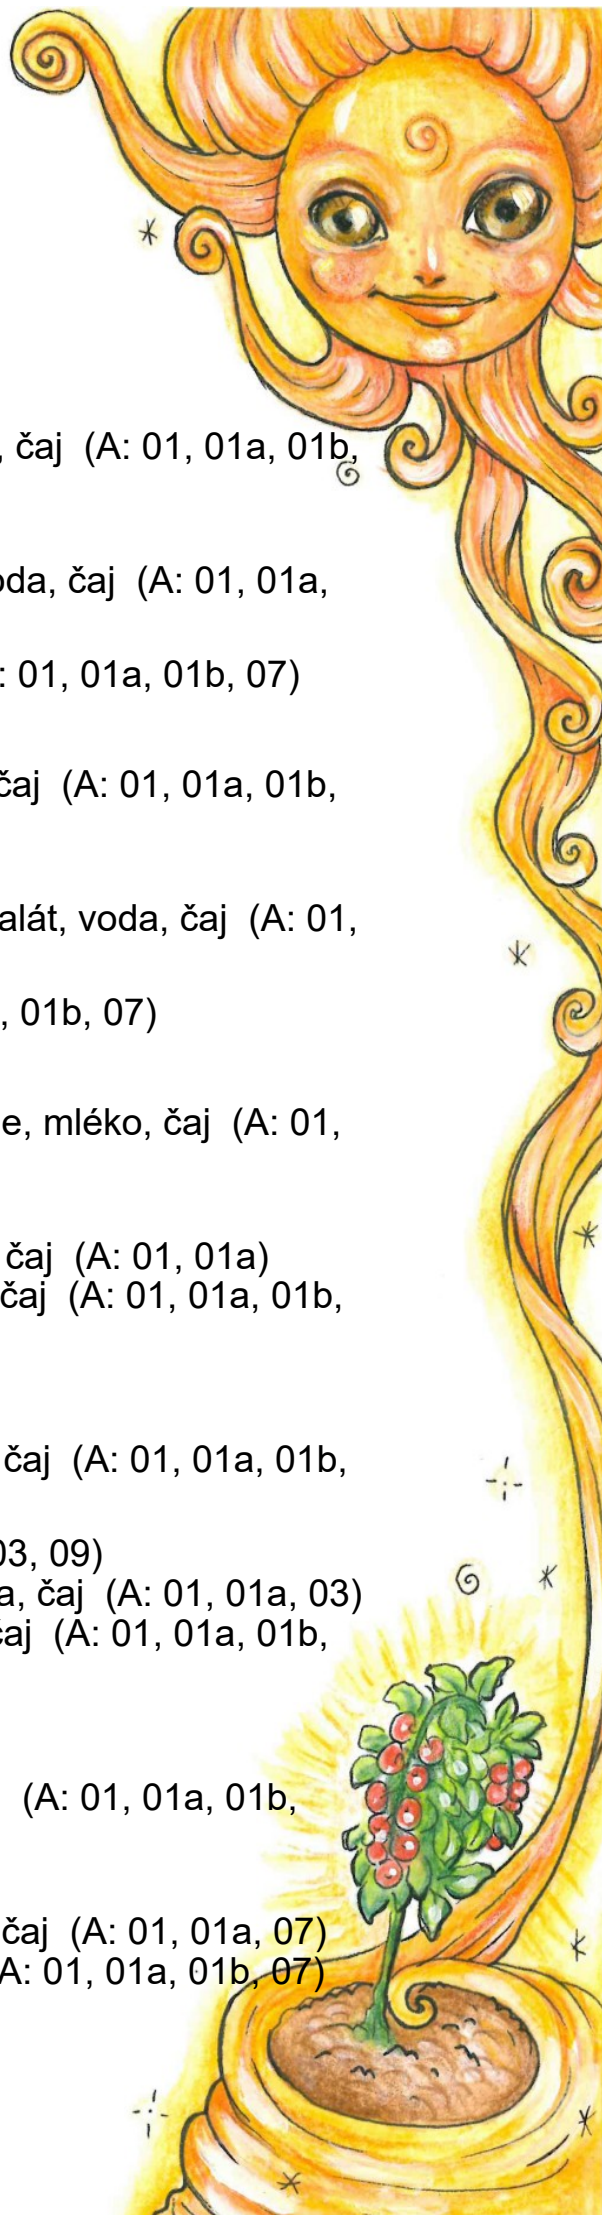 , čaj (A: 01, 01a, 01b,
oda, čaj (A: 01, 01a,
: 01, 01a, 01b, 07)
čaj (A: 01, 01a, 01b,
alát, voda, čaj (A: 01,
, 01b, 07)
e, mléko, čaj (A: 01,
čaj (A: 01, 01a)
čaj (A: 01, 01a, 01b,
čaj (A: 01, 01a, 01b,
03, 09)
a, čaj (A: 01, 01a, 03)
čaj (A: 01, 01a, 01b,
(A: 01, 01a, 01b,
čaj (A: 01, 01a, 07)
A: 01, 01a, 01b, 07)